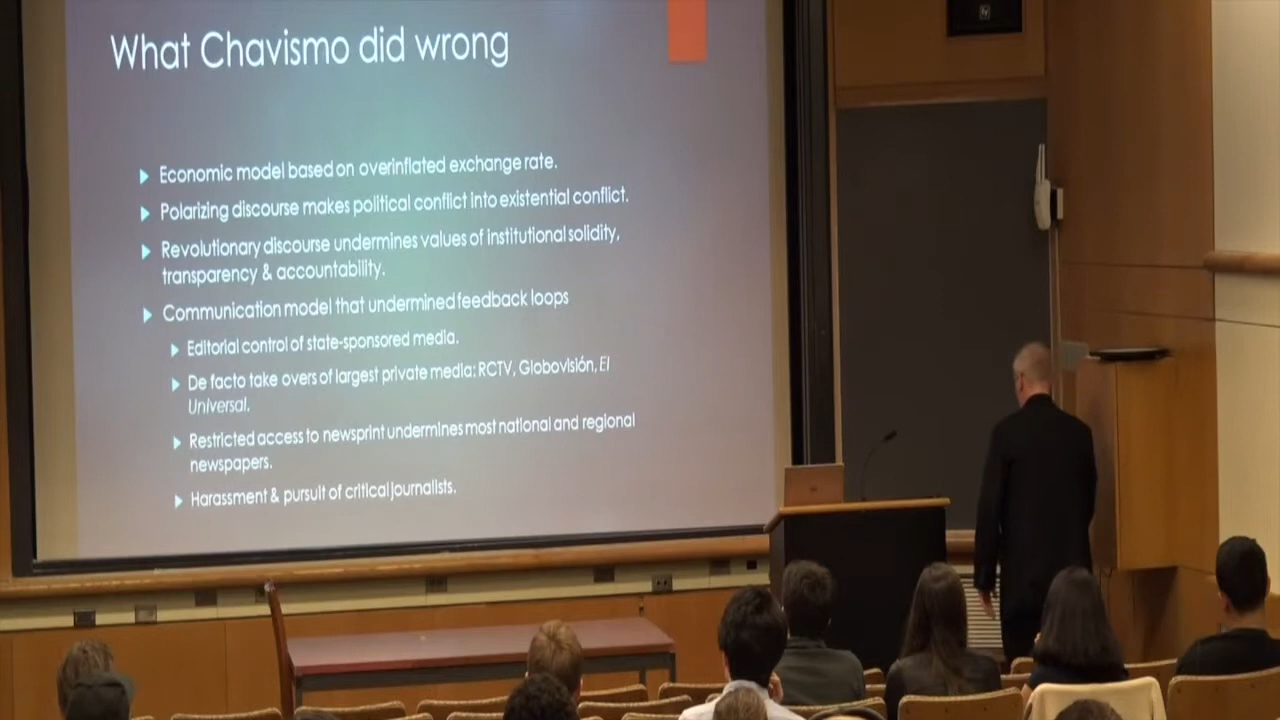 What Chavismo did wrong
Economic model based on overinflated exchange rate.
Polarizing discourse makes political conflict into existential conflict.
Revolutionary discourse undermines values of institutional solidity,
transparency & accountability.
Communication model that undermined feedback loops
Editorial control of state-sponsored media.
De facto take overs of largest private media: RCTV, Globovisión, El
Universal.
Restricted access to newsprint undermines most national and regional
newspapers.
Harassment & pursuit of critical journalists.